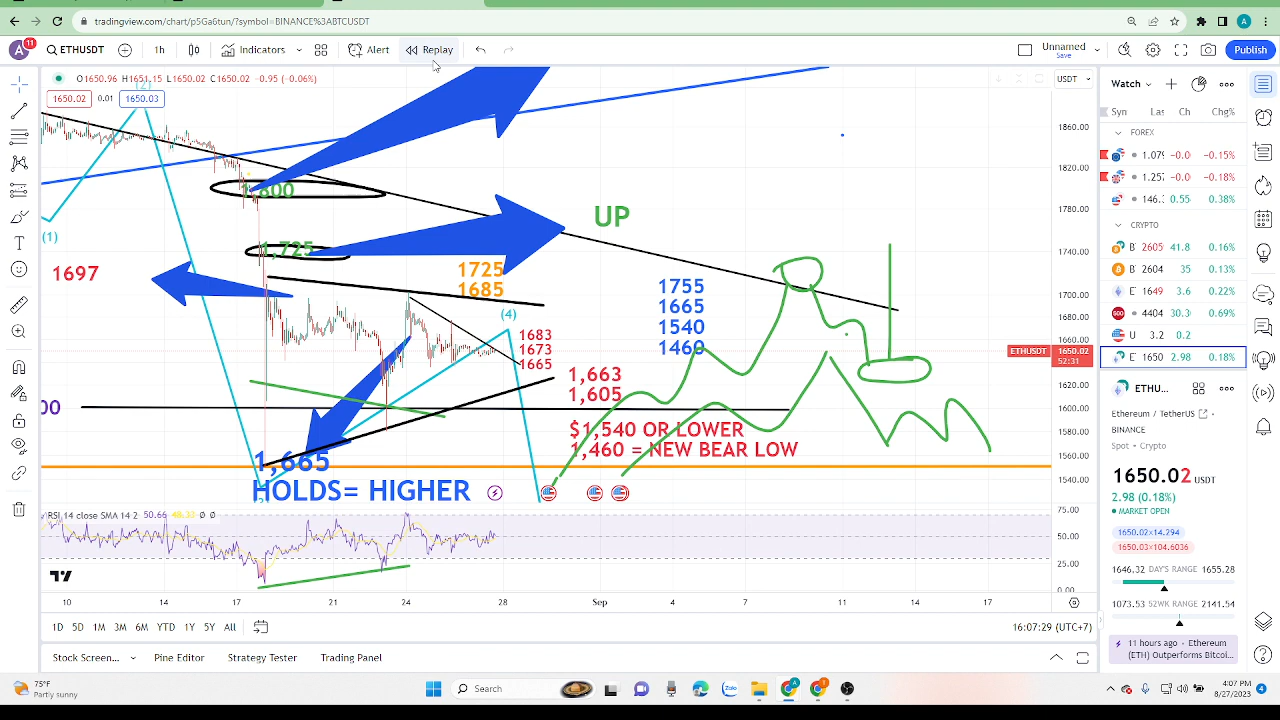 tradingview.com/chart/p5Ga6tun/?symbol=BINANCE%3ABTCUSDT
A
A
11
ETHUSDT
1h
Indicators
Alert
Replay
Unnamed
Save
Publish
O1650.96 H1651.15 L1650.02 C1650.02 -0.95 (-0.06%)
1650.02
0.01
1650.03
USDT
Watch
Chg%
FOREX
-0.15%
-0.18%
0.55
0.38%
CRYPTO
2605
41.8
0.16%
2604
35
0.13%
E
1649
3.6
0.22%
4404
0.69%
U
3.2
0.2
E
1650
2.98
0.18%
(2)
(1)
1697
1,725
UP
1725
1685
(4)
1683
1673
1665
1755
1665
1540
1460
1,663
1,605
$1,540 OR LOWER
1,460 = NEW BEAR LOW
1,665
HOLDS= HIGHER
1860.00
1820.00
1780.00
1740.00
1700.00
1680.00
1660.00
ETHUSDT
1650.02
52:31
1620.00
1600.00
1580.00
1560.00
1540.00
RSI 14 close SMA 14 2
50.66
48.33
75.00
50.00
25.00
0.00
10
14
17
21
24
28
Sep
4
7
11
14
17
1D
5D
1M
3M
6M
YTD
1Y
5Y
All
16:07:29 (UTC+7)
Stock Screen...
Pine Editor
Strategy Tester
Trading Panel
ETHU...
Ethereum / TetherUS
BINANCE
Spot • Crypto
1650.02 USDT
2.98 (0.18%)
MARKET OPEN
1650.02×14.294
1650.03×104.6036
1646.32
DAY'S RANGE
1655.28
1073.53
52WK RANGE
2141.54
11 hours ago • Ethereum
(ETH) Outperforms Bitcoi...
75°F
Partly sunny
Search
Zalo
4:07 PM
8/27/2023